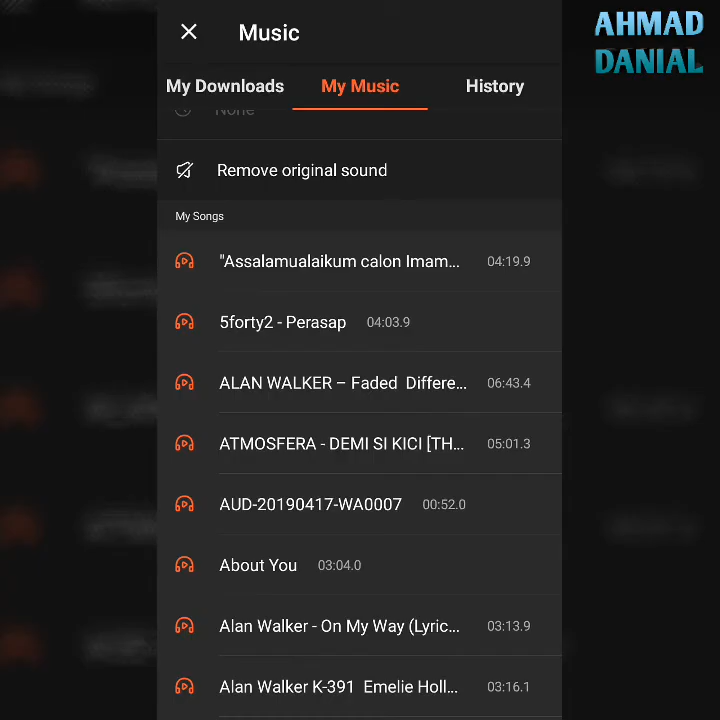 AHMAD
DANIAL
Music
My Downloads
My Music
History
None
Remove original sound
My Songs
"Assalamualaikum calon Imam... 04:19.9
5forty2 - Perasap 04:03.9
ALAN WALKER – Faded  Differe... 06:43.4
ATMOSFERA - DEMI SI KICI [TH... 05:01.3
AUD-20190417-WA0007 00:52.0
About You 03:04.0
Alan Walker - On My Way (Lyric... 03:13.9
Alan Walker K-391  Emelie Holl... 03:16.1